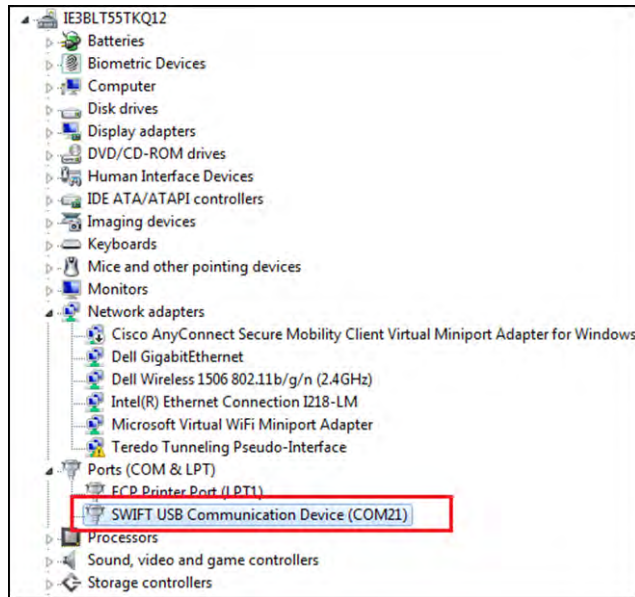 IE3BLT55TKQ12
Batteries
Biometric Devices
Computer
Disk drives
Display adapters
DVD/CD-ROM drives
Human Interface Devices
IDE ATA/ATAPI controllers
Imaging devices
Keyboards
Mice and other pointing devices
Monitors
Network adapters
Cisco AnyConnect Secure Mobility Client Virtual Miniport Adapter for Windows
Dell GigabitEthernet
Dell Wireless 1506 802.11b/g/n (2.4GHz)
Intel(R) Ethernet Connection I218-LM
Microsoft Virtual WiFi Miniport Adapter
Teredo Tunneling Pseudo-Interface
Ports (COM & LPT)
ECP Printer Port (LPT1)
SWIFT USB Communication Device (COM21)
Processors
Sound, video and game controllers
Storage controllers